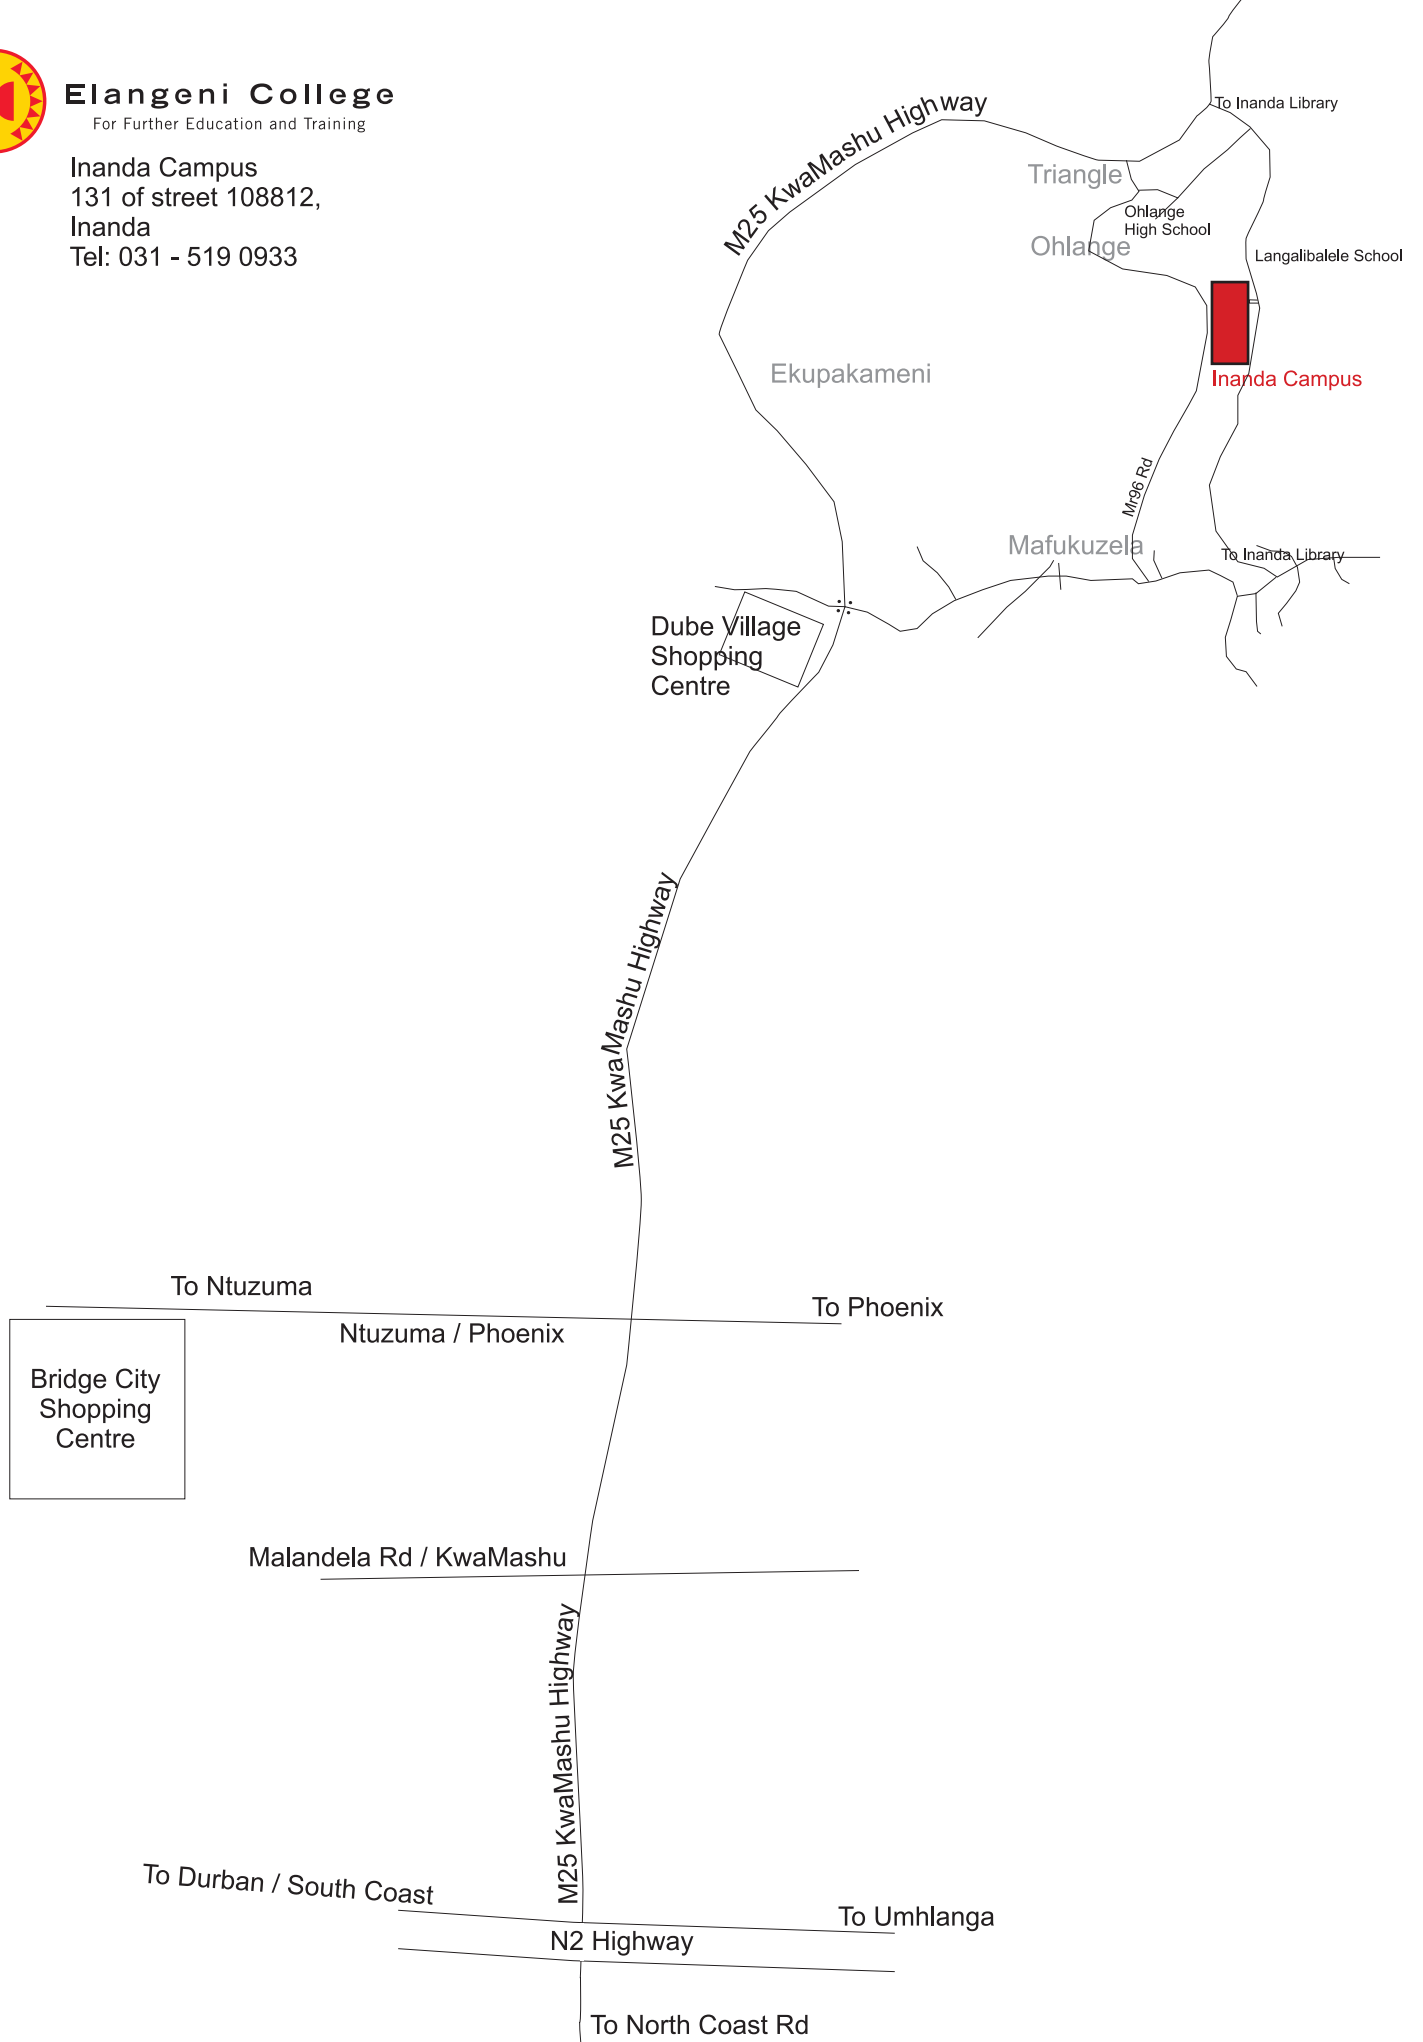 Elangeni College
For Further Education and Training
Inanda Campus
131 of street 108812,
Inanda
Tel: 031 - 519 0933
M25 KwaMashu Highway
To Inanda Library
Triangle
Ohlange
High School
Ohlange
Langalibalele School
Ekupakameni
Inanda Campus
Mr96 Rd
Mafukuzela
To Inanda Library
Dube Village
Shopping
Centre
M25 KwaMashu Highway
To Ntuzuma
To Phoenix
Ntuzuma / Phoenix
Bridge City
Shopping
Centre
Malandela Rd / KwaMashu
M25 KwaMashu Highway
To Durban / South Coast
To Umhlanga
N2 Highway
To North Coast Rd